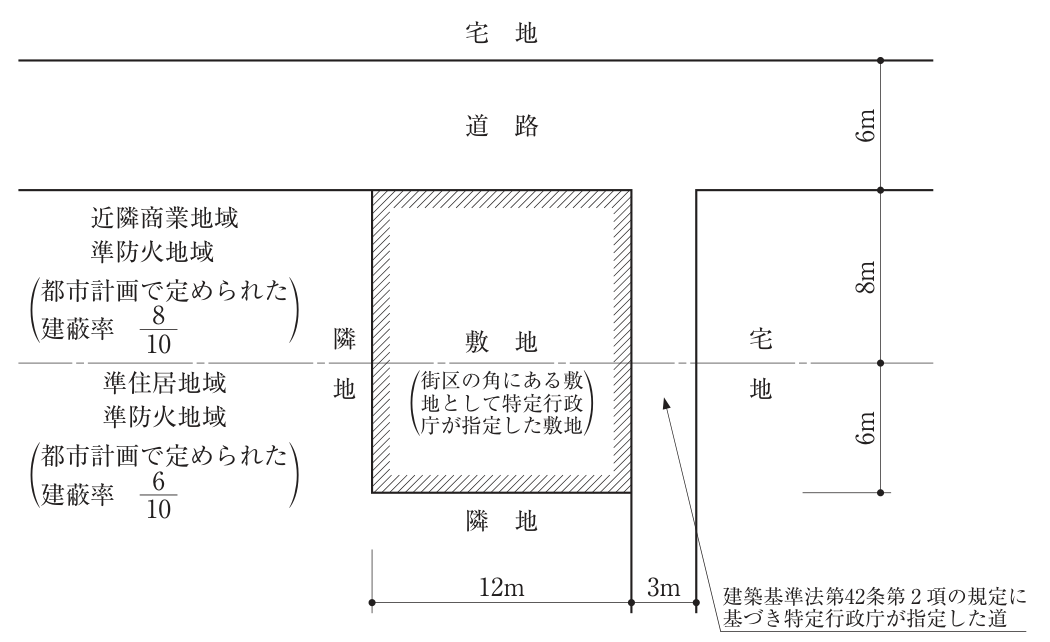 宅　地
道　路
6m
近隣商業地域
準防火地域
(都市計画で定められた
建蔽率 8/10)
8m
隣
地
敷　地
(街区の角にある敷
地として特定行政
庁が指定した敷地)
宅
地
準住居地域
準防火地域
(都市計画で定められた
建蔽率 6/10)
6m
隣　地
12m
3m
建築基準法第42条第２項の規定に
基づき特定行政庁が指定した道